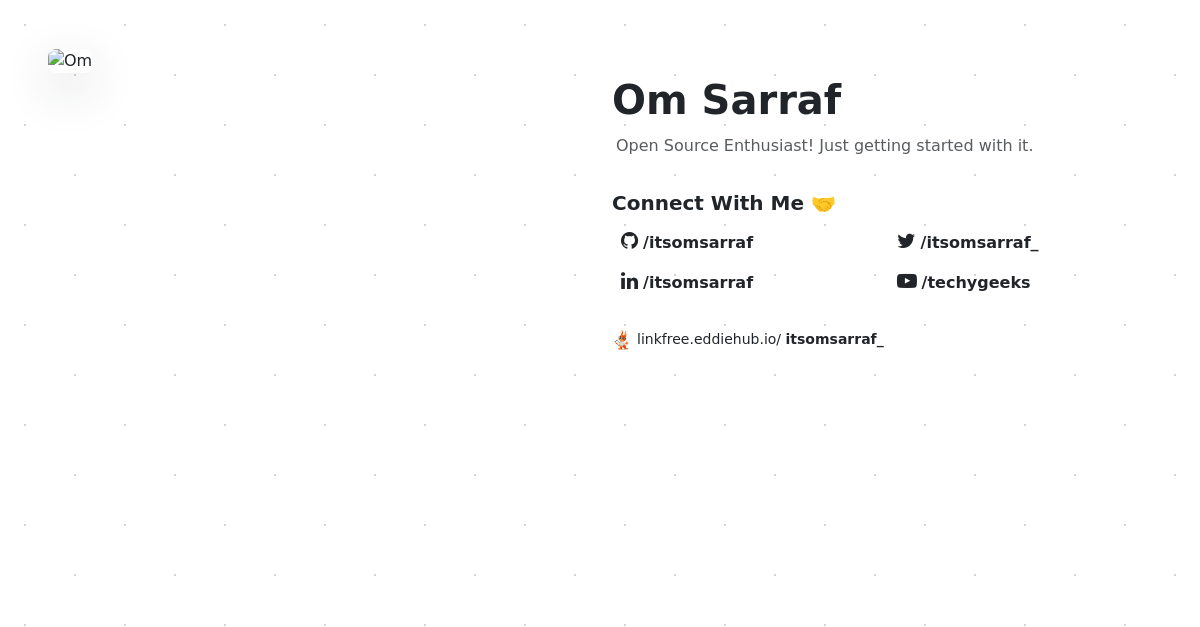 Om
Om Sarraf
Open Source Enthusiast! Just getting started with it.
Connect With Me 🤝
/itsomsarraf
/itsomsarraf_
/itsomsarraf
/techygeeks
linkfree.eddiehub.io/ itsomsarraf_